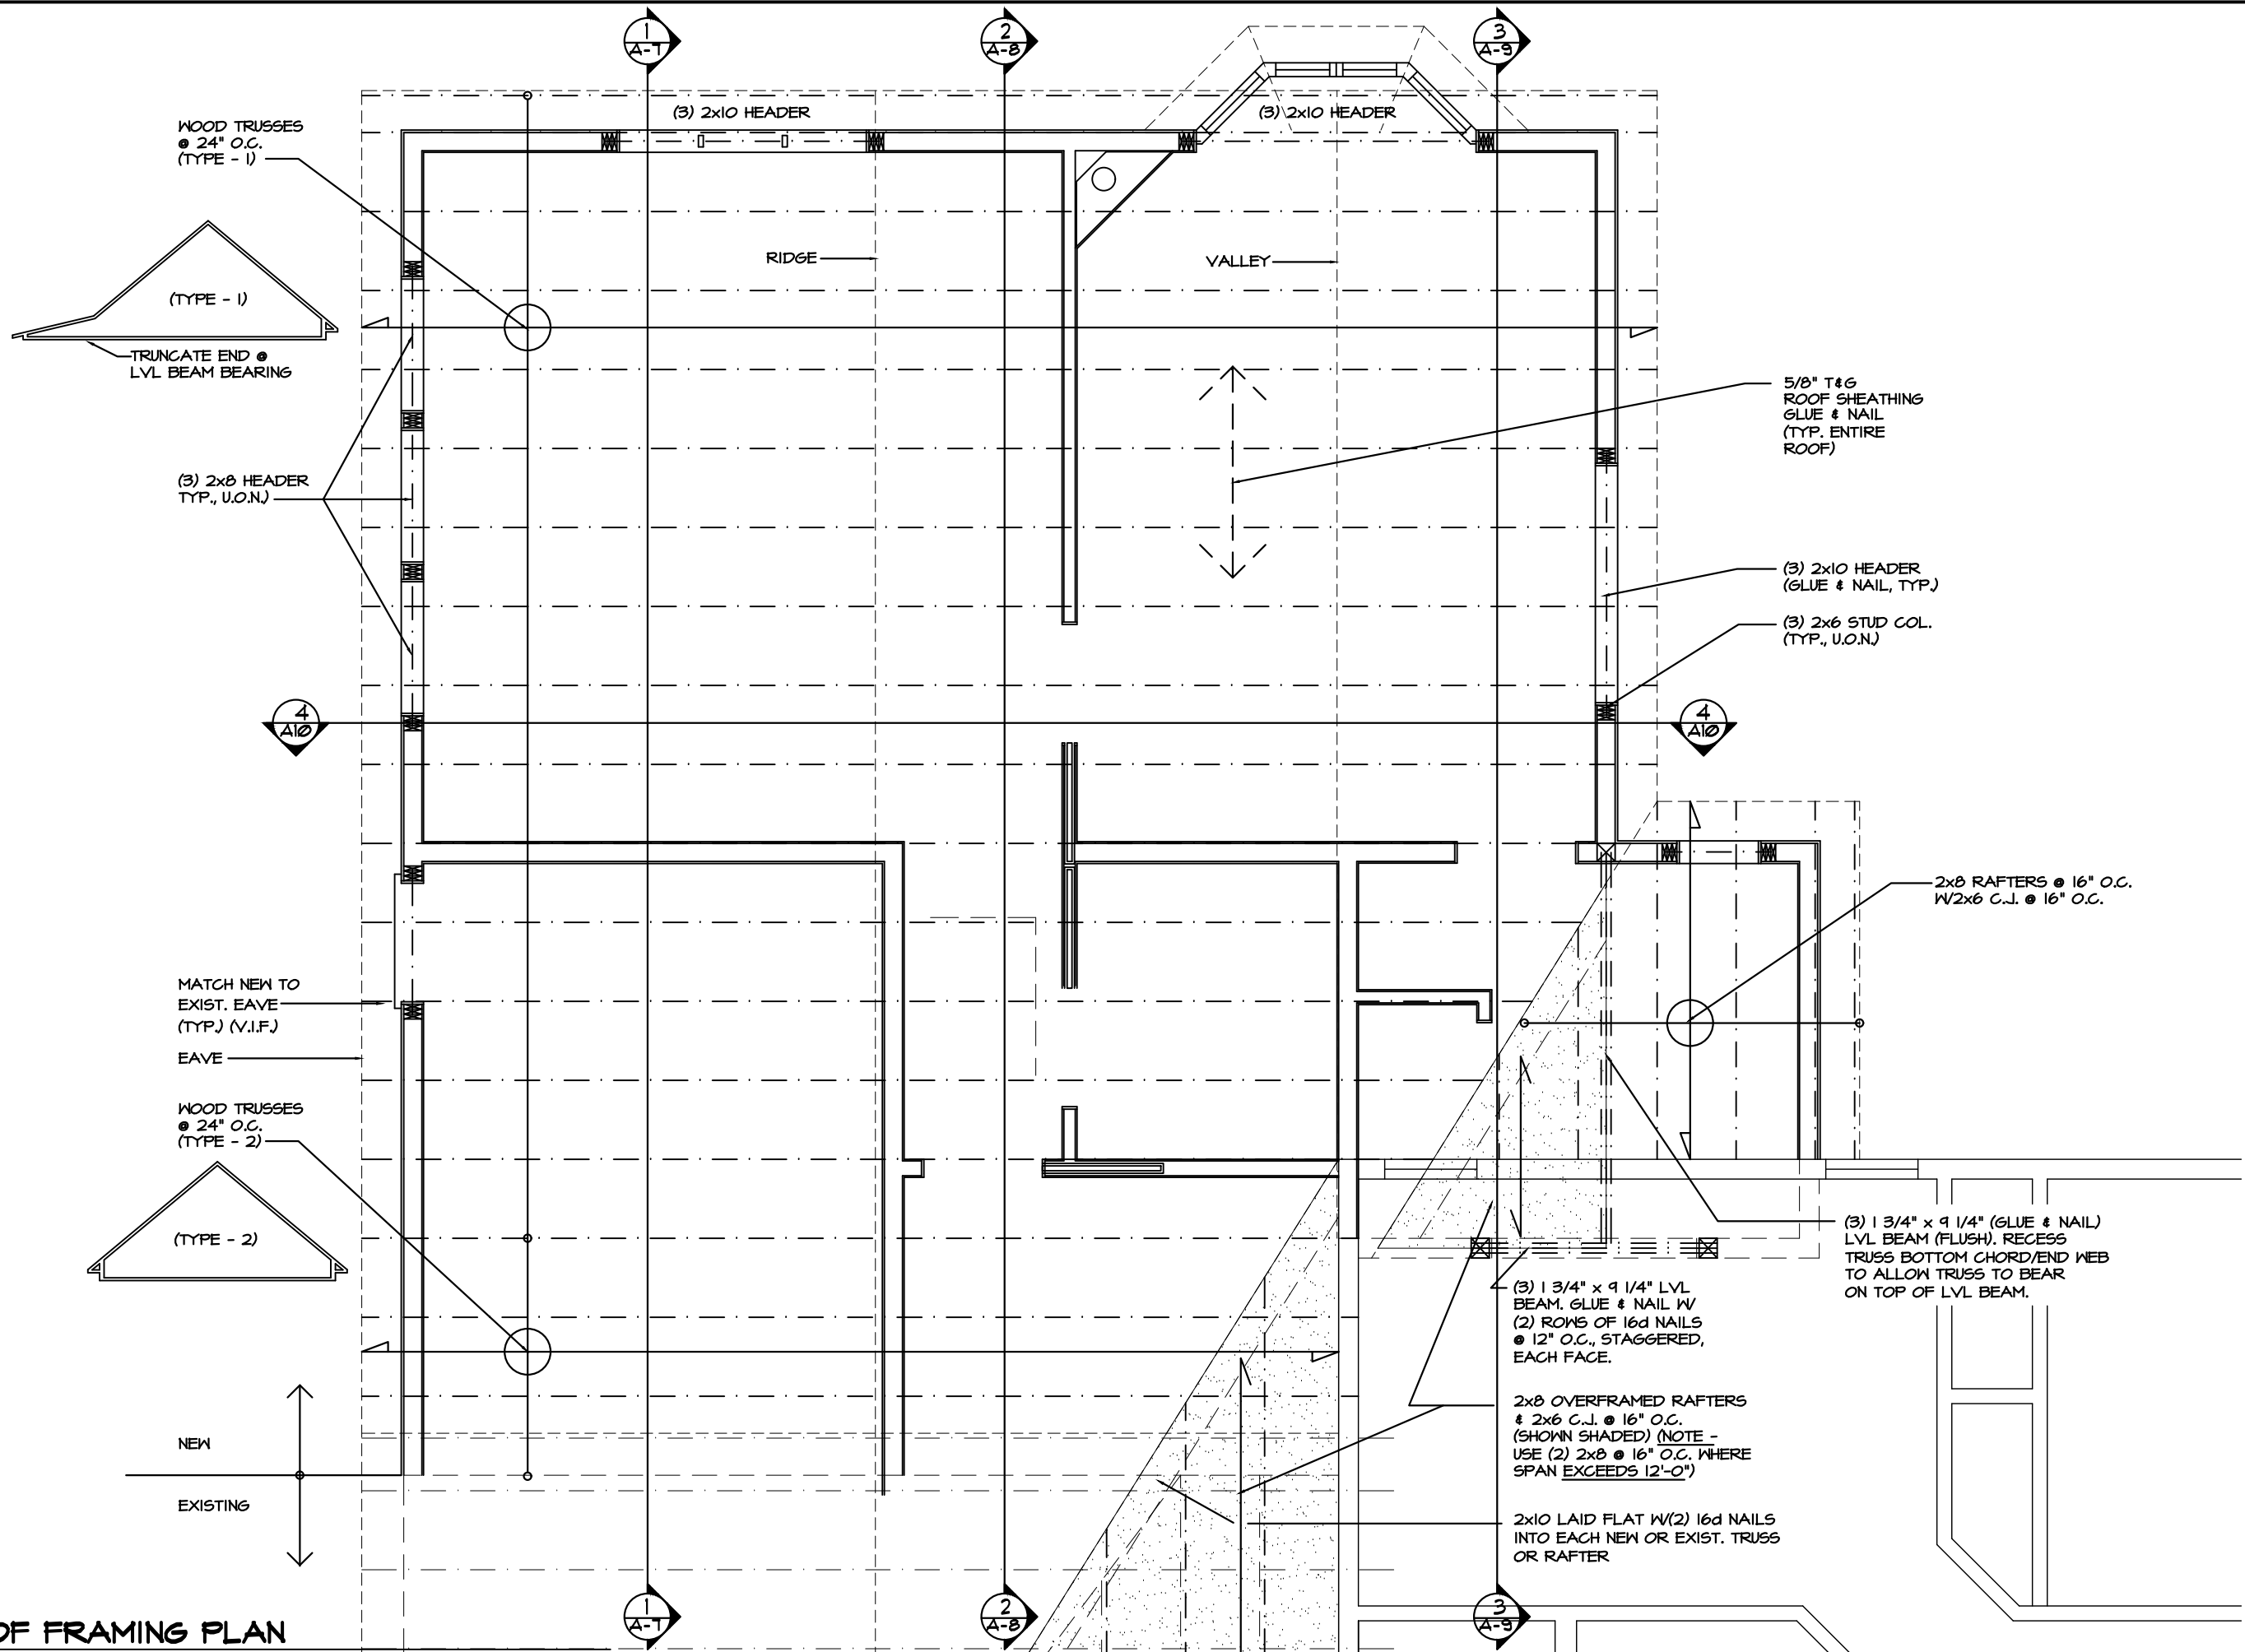 1
A-7
2
A-8
3
A-9
(3) 2x10 HEADER
(3) 2x10 HEADER
WOOD TRUSSES
@ 24" O.C.
(TYPE - 1)
RIDGE
VALLEY
(TYPE - 1)
TRUNCATE END @
LVL BEAM BEARING
5/8" T&G
ROOF SHEATHING
GLUE & NAIL
(TYP. ENTIRE
ROOF)
(3) 2x8 HEADER
TYP., U.O.N.)
(3) 2x10 HEADER
(GLUE & NAIL, TYP.)
(3) 2x6 STUD COL.
(TYP., U.O.N.)
4
A10
4
A10
2x8 RAFTERS @ 16" O.C.
W/2x6 C.J. @ 16" O.C.
MATCH NEW TO
EXIST. EAVE
(TYP.) (V.I.F.)
EAVE
WOOD TRUSSES
@ 24" O.C.
(TYPE - 2)
(TYPE - 2)
(3) 1 3/4" x 9 1/4" (GLUE & NAIL)
LVL BEAM (FLUSH). RECESS
TRUSS BOTTOM CHORD/END WEB
TO ALLOW TRUSS TO BEAR
ON TOP OF LVL BEAM.
(3) 1 3/4" x 9 1/4" LVL
BEAM. GLUE & NAIL W/
(2) ROWS OF 16d NAILS
@ 12" O.C., STAGGERED,
EACH FACE.
2x8 OVERFRAMED RAFTERS
& 2x6 C.J. @ 16" O.C.
(SHOWN SHADED) (NOTE -
USE (2) 2x8 @ 16" O.C. WHERE
SPAN EXCEEDS 12'-0")
NEW
EXISTING
2x10 LAID FLAT W/(2) 16d NAILS
INTO EACH NEW OR EXIST. TRUSS
OR RAFTER
1
A-7
2
A-8
3
A-9
OF FRAMING PLAN